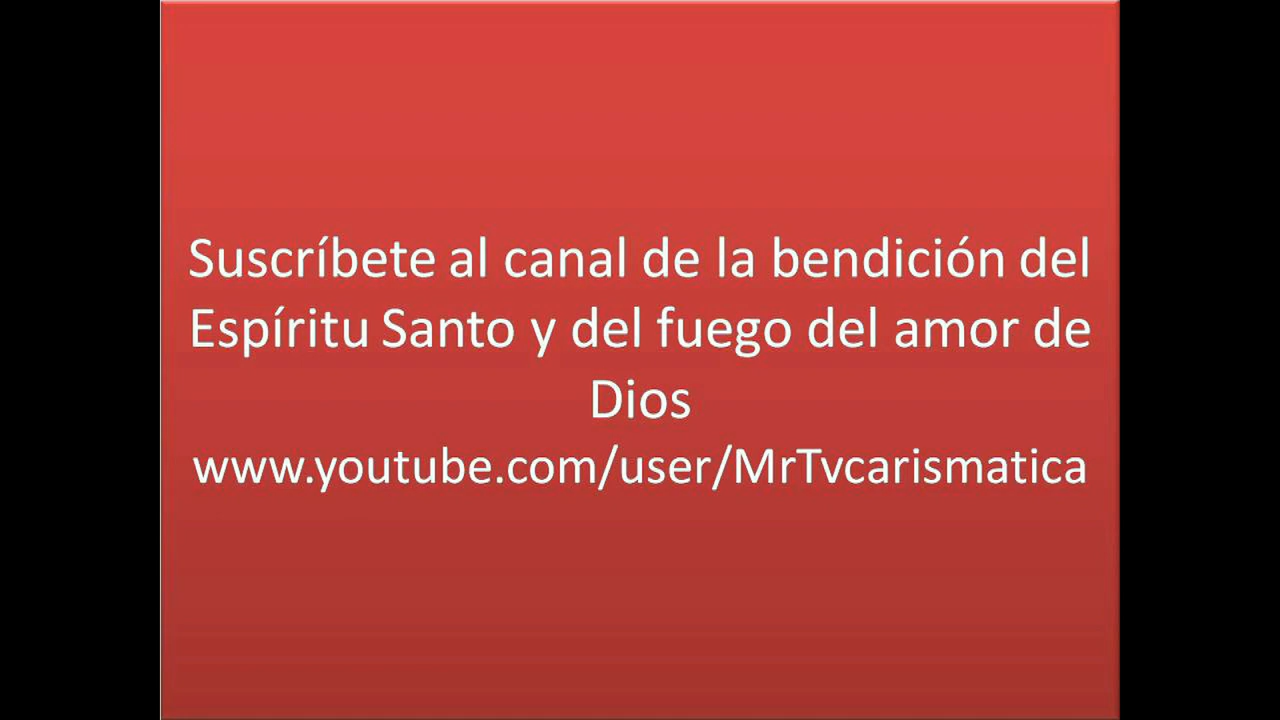 Suscríbete al canal de la bendición del
Espíritu Santo y del fuego del amor de
Dios
www.youtube.com/user/MrTvcarismatica